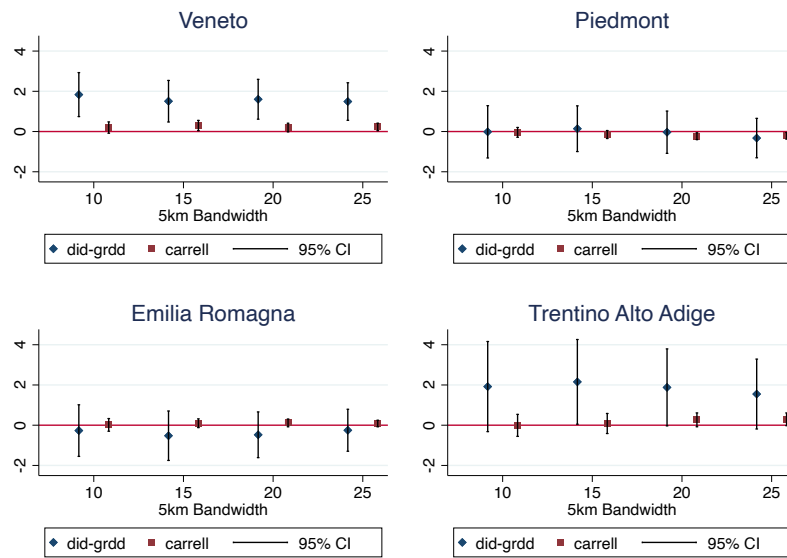 Veneto
4
2
0
-2
10 15 20 25
5km Bandwidth
did-grdd carrell 95% CI
Piedmont
4
2
0
-2
10 15 20 25
5km Bandwidth
did-grdd carrell 95% CI
Emilia Romagna
4
2
0
-2
10 15 20 25
5km Bandwidth
did-grdd carrell 95% CI
Trentino Alto Adige
4
2
0
-2
10 15 20 25
5km Bandwidth
did-grdd carrell 95% CI